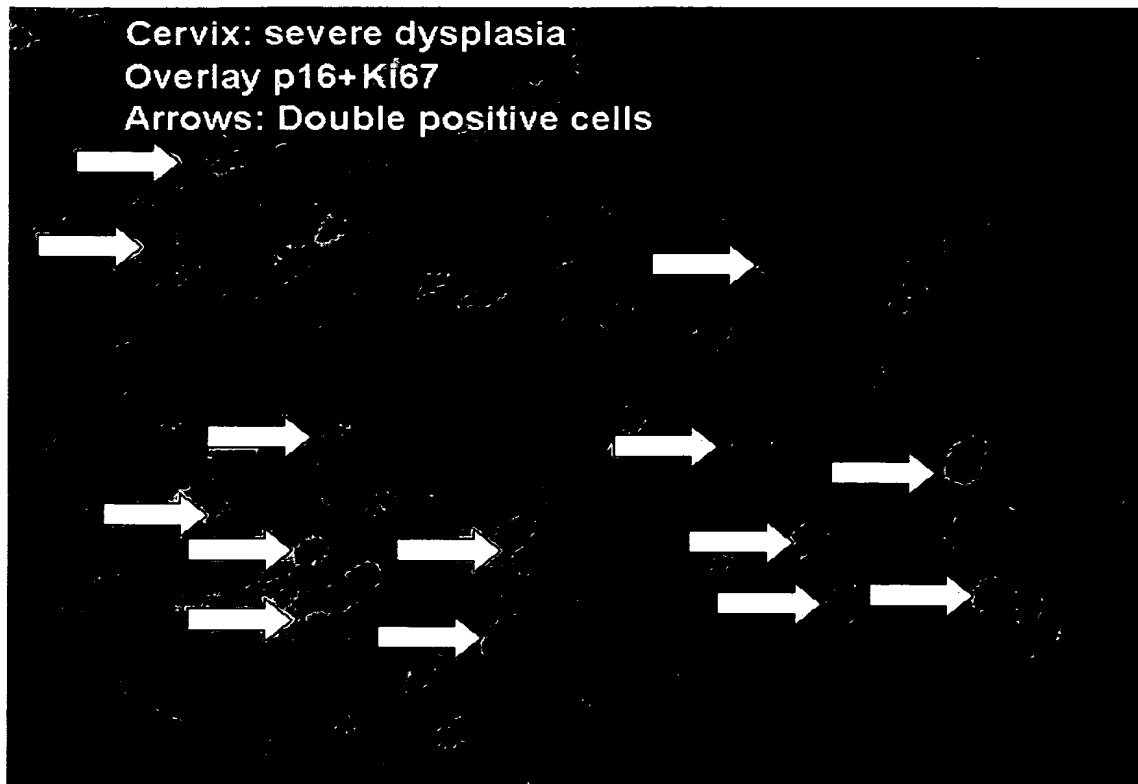 Cervix: severe dysplasia
Overlay p16+Ki67
Arrows: Double positive cells